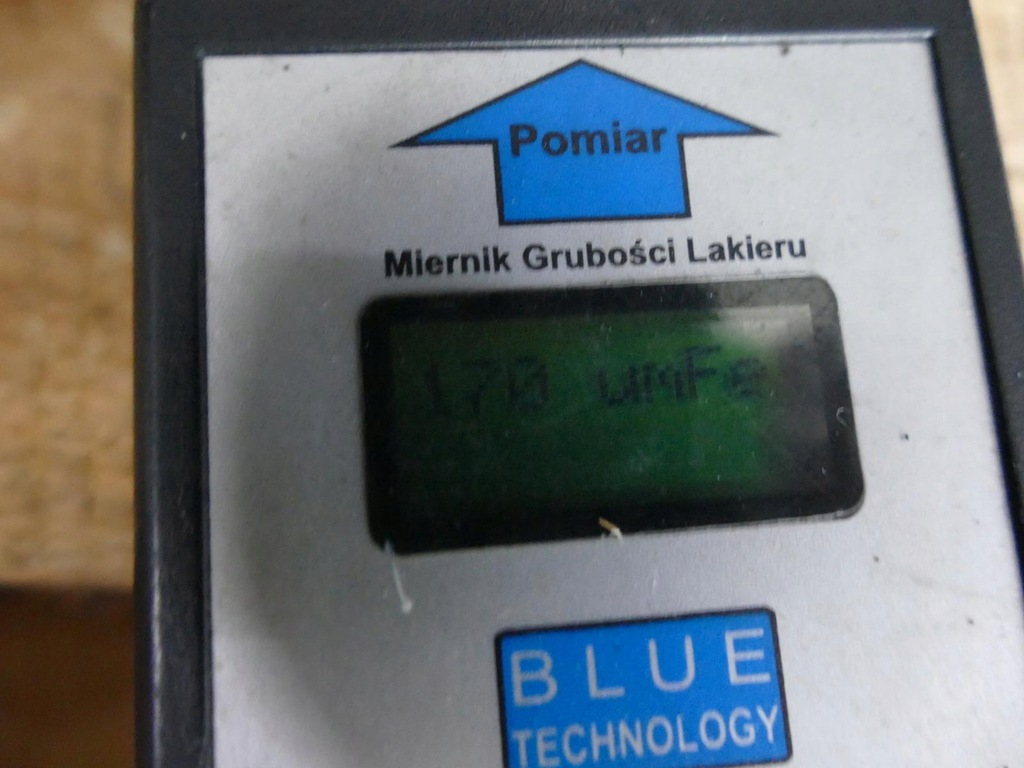 Pomiar
Miernik Grubości Lakieru
170 umFe
BLUE
TECHNOLOGY